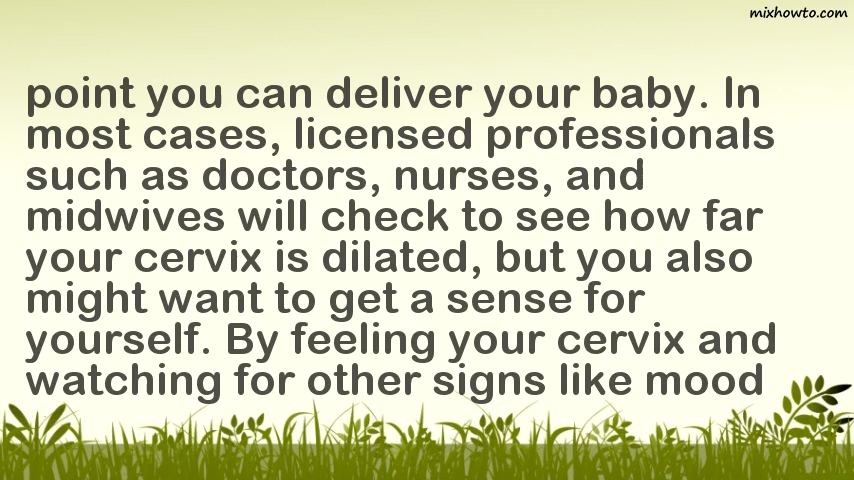 mixhowto.com
point you can deliver your baby. In
most cases, licensed professionals
such as doctors, nurses, and
midwives will check to see how far
your cervix is dilated, but you also
might want to get a sense for
yourself. By feeling your cervix and
watching for other signs like mood